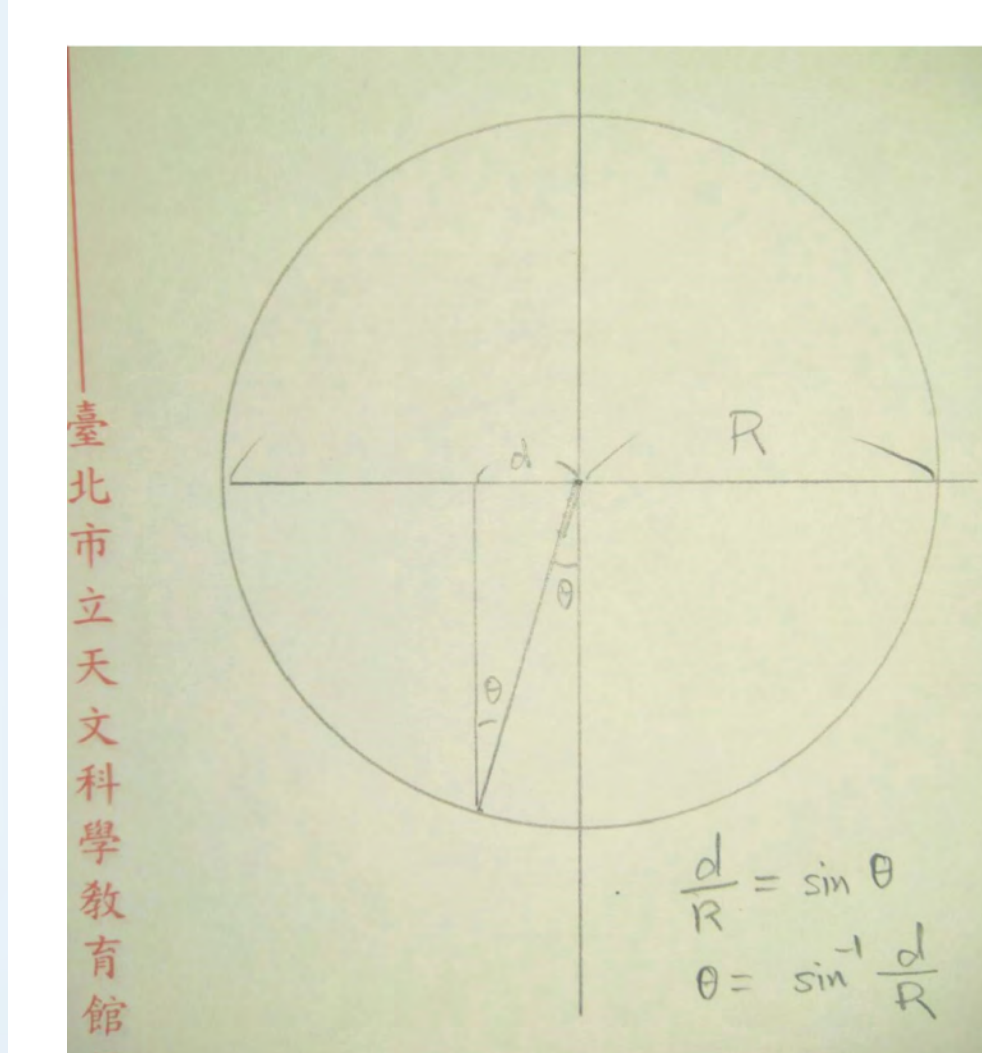 臺北市立天文科學教育館
d
R
θ
θ
d/R = sin θ
θ = sin⁻¹ d/R